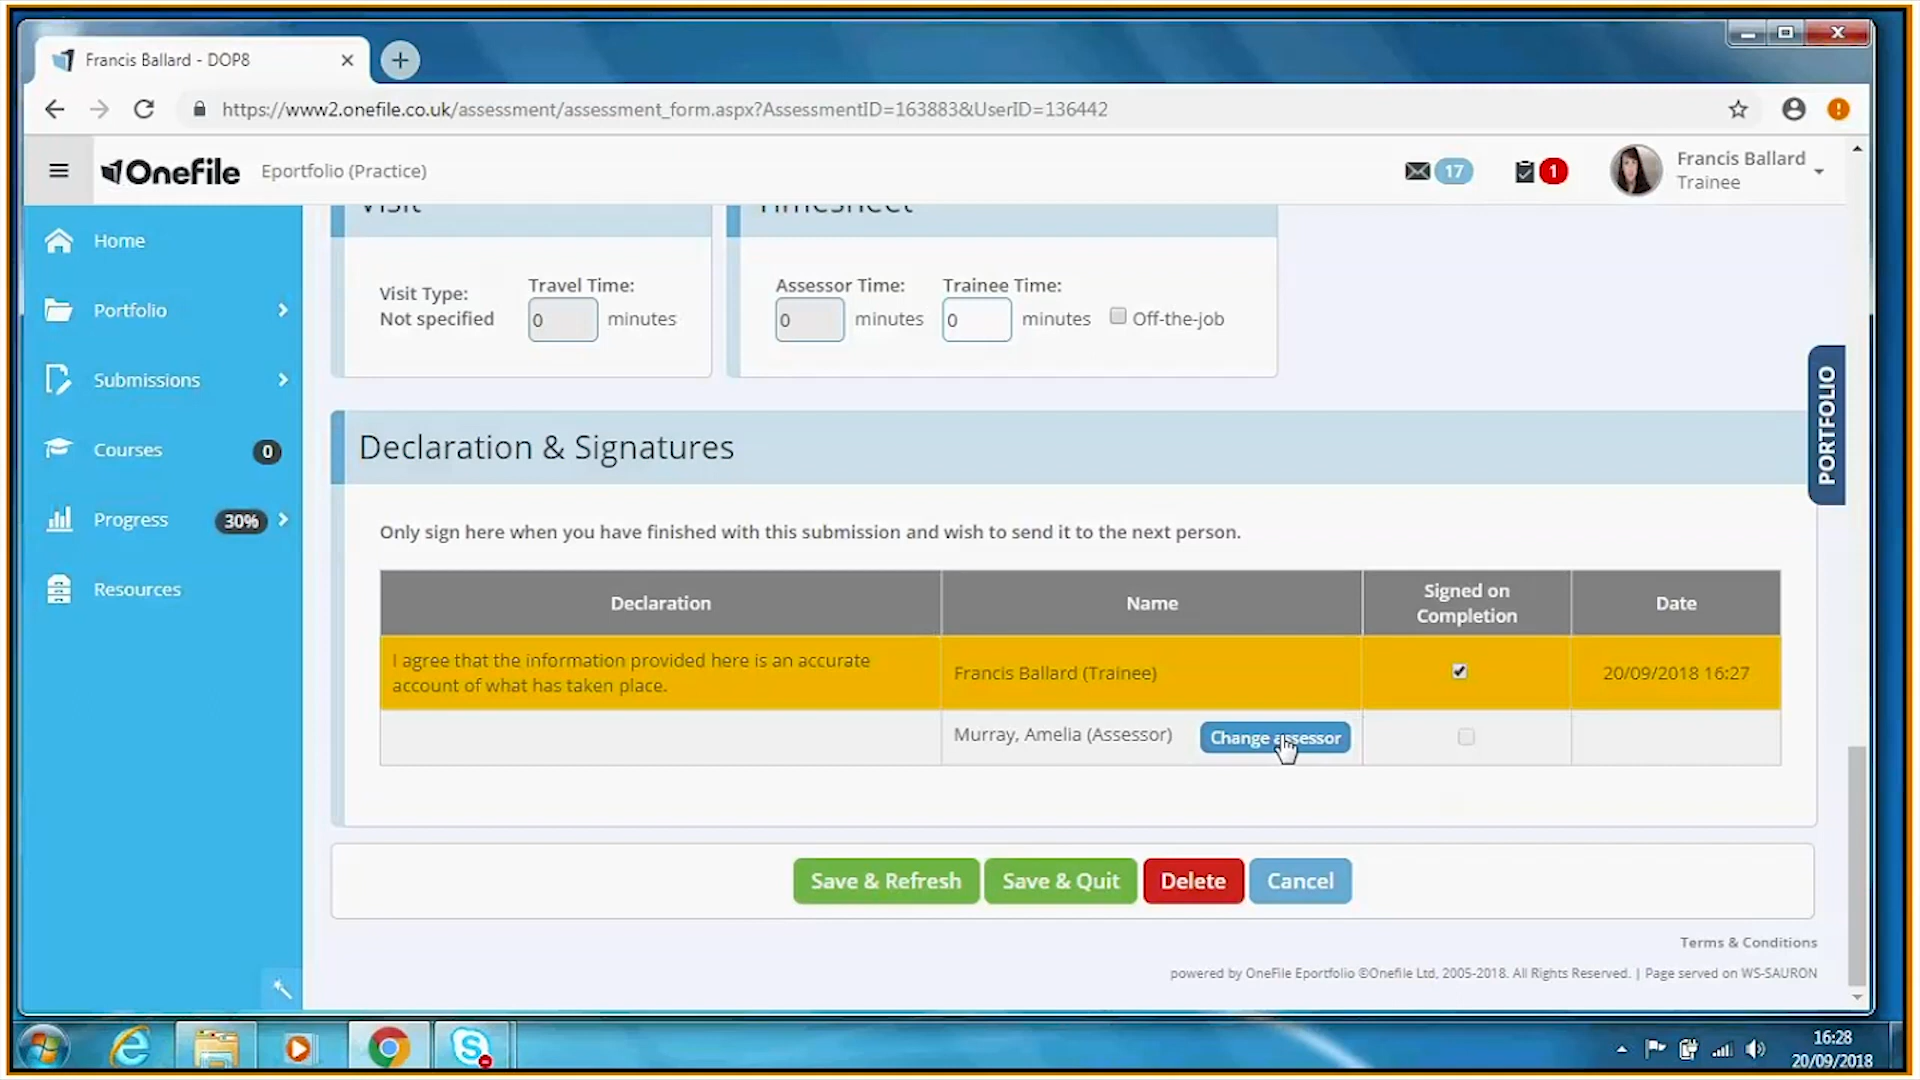 Francis Ballard - DOP8
https://www2.onefile.co.uk/assessment/assessment_form.aspx?AssessmentID=163883&UserID=136442
Onefile
Eportfolio (Practice)
17
1
Francis Ballard
Trainee
Home
Portfolio
Submissions
Courses
0
Progress
30%
Resources
Visit
Timesheet
Visit Type:
Not specified
Travel Time:
0 minutes
Assessor Time:
0 minutes
Trainee Time:
0 minutes
Off-the-job
PORTFOLIO
Declaration & Signatures
Only sign here when you have finished with this submission and wish to send it to the next person.
Declaration
Name
Signed on
Completion
Date
I agree that the information provided here is an accurate
account of what has taken place.
Francis Ballard (Trainee)
20/09/2018 16:27
Murray, Amelia (Assessor)
Change assessor
Save & Refresh
Save & Quit
Delete
Cancel
Terms & Conditions
powered by OneFile Eportfolio ©Onefile Ltd, 2005-2018. All Rights Reserved. | Page served on WS-SAURON
16:28
20/09/2018